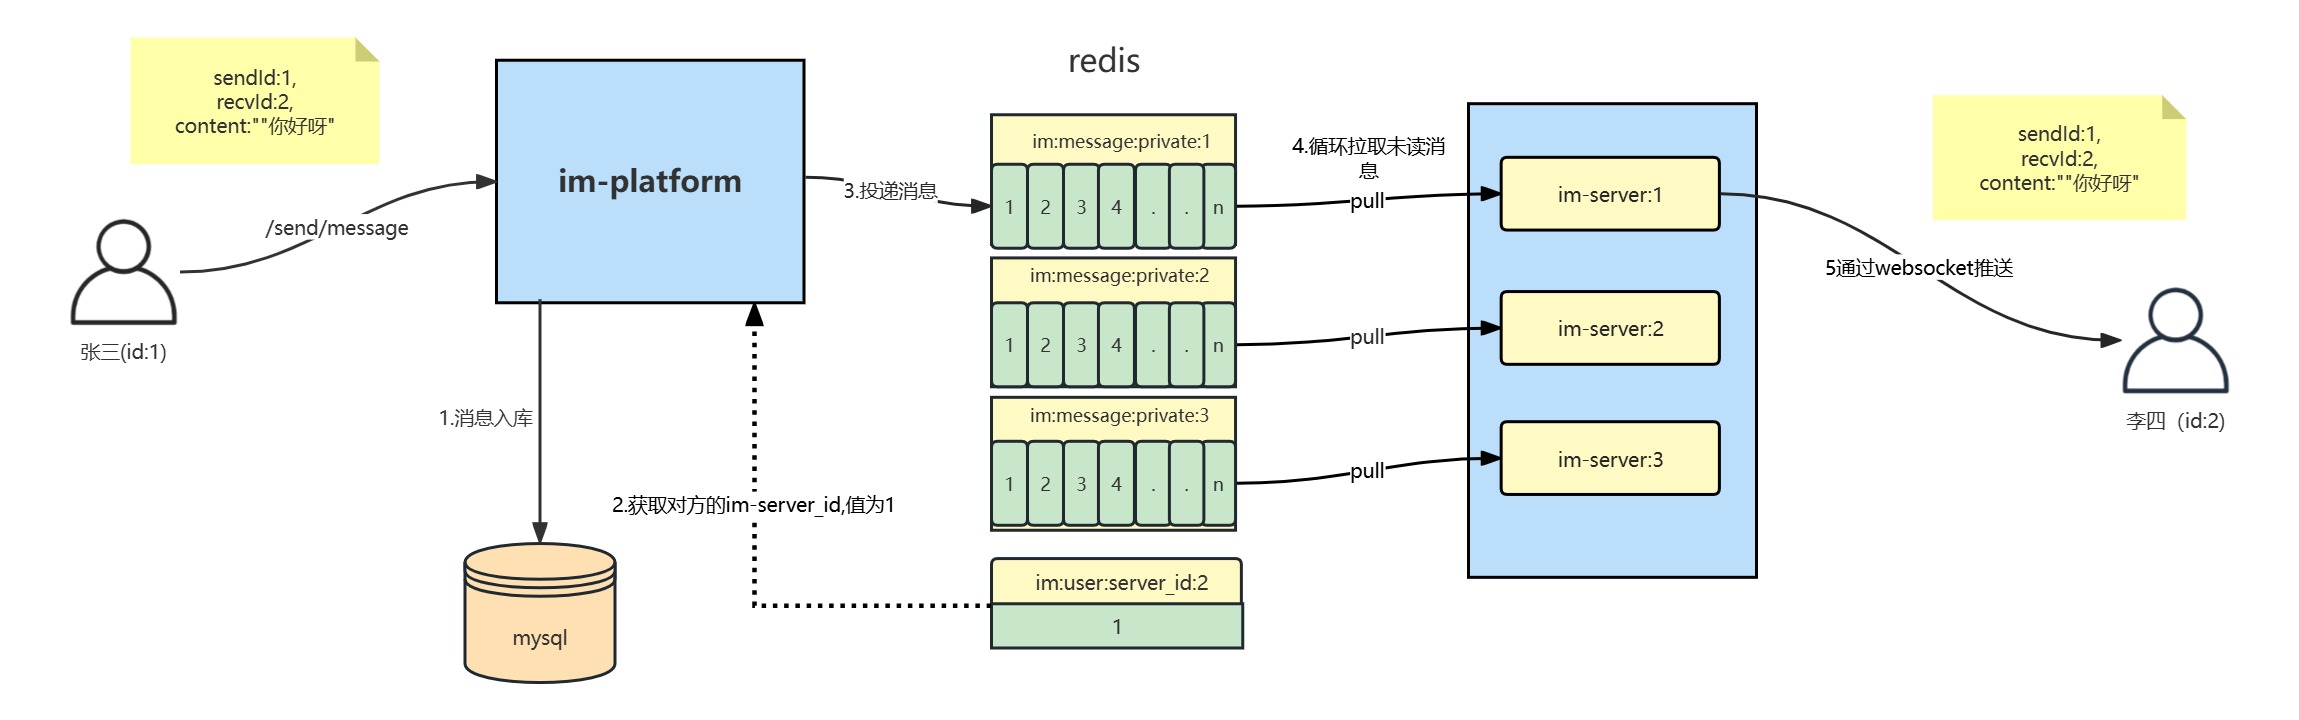 sendId:1,
recvId:2,
content:""你好呀"
/send/message
张三(id:1)
im-platform
1.消息入库
mysql
2.获取对方的im-server_id,值为1
3.投递消息
redis
im:message:private:1
1 2 3 4 . . n
im:message:private:2
1 2 3 4 . . n
im:message:private:3
1 2 3 4 . . n
im:user:server_id:2
1
4.循环拉取未读消
息
pull
pull
pull
im-server:1
im-server:2
im-server:3
5通过websocket推送
sendId:1,
recvId:2,
content:""你好呀"
李四（id:2)